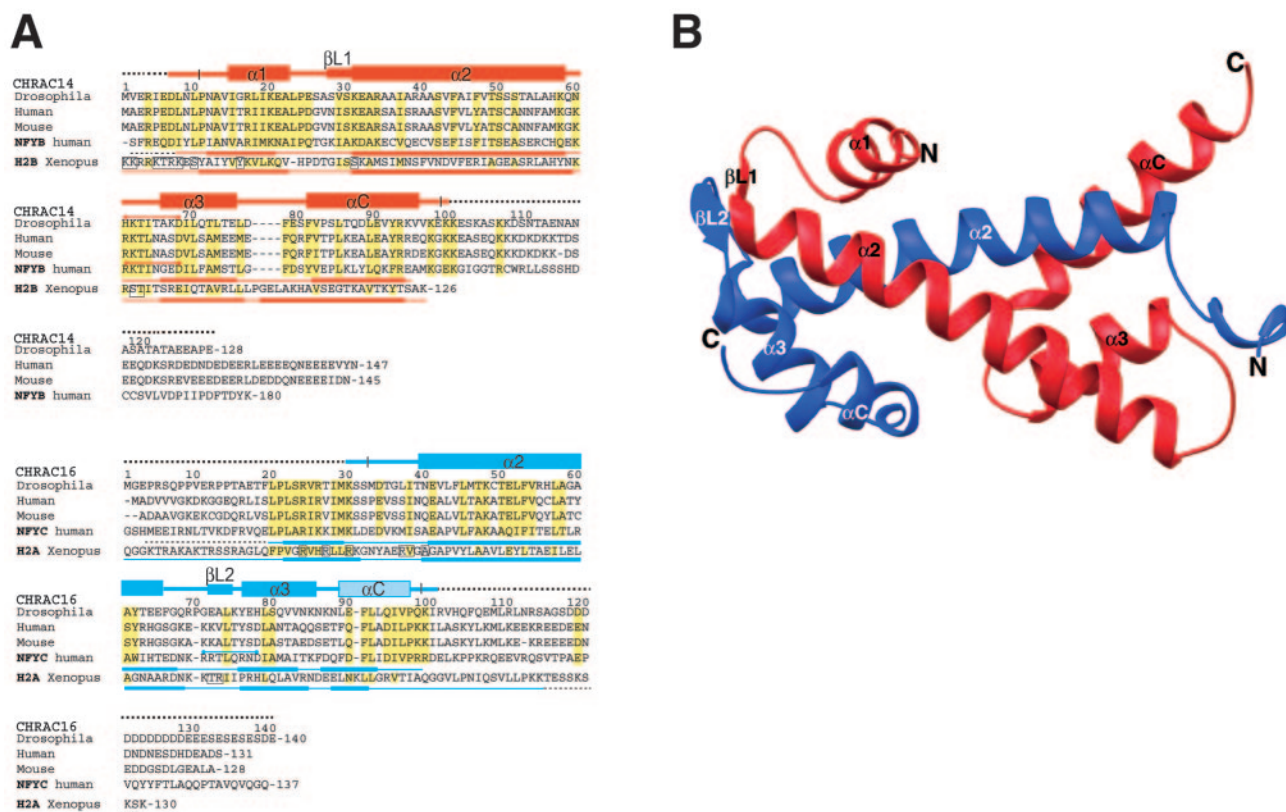 A
βL1
α1
α2
CHRAC14
1 10 20 30 40 50 60
Drosophila MVERIEDLNLPNAVIGRLIKEALPESASVSKEARAAIARAASVFAIFVTSSSTALAHKQN
Human MAERPEDLNLPNAVITRIIKEALPDGVNISKEARSAISRAASVFVLYATSCANNFAMKGK
Mouse MAERPEDLNLPNAVITRIIKEALPDGVNISKEARSAISRAASVFVLYATSCANNFAMKGK
NFYB human -SFREQDIYLPIANVARIMKNAIPQTGKIAKDAKECVQECVSEFISFITSEASERCHQEK
H2B Xenopus KKRRKTRKESYAIYVYKVLKQV-HPDTGISSKAMSIMNSFVNDVFERIAGEASRLAHYNK
α3
αC
CHRAC14
70 80 90 100 110
Drosophila HKTITAKDILQTLTELD----FESFVPSLTQDLEVYRKVVKEKKESKASKKDSNTAENAN
Human RKTLNASDVLSAMEEME----FQRFVTPLKEALEAYRREQKGKKEASEQKKKDKDKKTDS
Mouse RKTLNASDVLSAMEEME----FQRFITPLKEALEAYRREQKGKKEASEQKKKDKDKK-DS
NFYB human RKTINGEDILFAMSTLG----FDSYVEPLKLYLQKFREAMKGEKGIGGTRCWRLLSSSHD
H2B Xenopus RSTITSREIQTAVRLLLPGELAKHAVSEGTKAVTKYTSAK-126
CHRAC14
120
Drosophila ASATATAEEAPE-128
Human EEQDKSRDEDNDEDEERLEEEEQNEEEEVYN-147
Mouse EEQDKSREVEEEDEERLDEDDQNEEEEIDN-145
NFYB human CCSVLVDPIIPDFTDYK-180
α2
CHRAC16
1 10 20 30 40 50 60
Drosophila MGEPRSQPPVERPPTAETFLPLSRVRTIMKSSMDTGLITNEVLFLMTKCTELFVRHLAGA
Human -MADVVVGKDKGGEQRLISLPLSRIRVIMKSSPEVSSINQEALVLTAKATELFVQCLATY
Mouse --ADAAVGKEKCGDQRLVSLPLSRIRVIMKSSPEVSSINQEALVLTAKATELFVQYLATC
NFYC human GSHMEEIRNLTVKDFRVQELPLARIKKIMKLDEDVKMISAEAPVLFAKAAQIFITELTLR
H2A Xenopus QGGKTRAKAKTRSSRAGLQFPVGRVHRLLRKGNYAERVGAGAPVYLAAVLEYLTAEILEL
βL2
α3
αC
CHRAC16
70 80 90 100 110 120
Drosophila AYTEEFGQRPGEALKYEHLSQVVNKNKNLE-FLLQIVPQKIRVHQFQEMLRLNRSAGSDDD
Human SYRHGSGKE-KKVLTYSDLANTAQQSETFQ-FLADILPKKILASKYLKMLKEEKREEDEEN
Mouse SYRHGSGKA-KKALTYSDLASTAEDSETLQ-FLADILPKKILASKYLKMLKE-KREEEEDN
NFYC human AWIHTEDNK-RRTLQRNDIAMAITKFDQFD-FLIDIVPRRDELKPPKRQEEVRQSVTPAEP
H2A Xenopus AGNAARDNK-KTRIIPRHLQLAVRNDEELNKLLGRVTIAQGGVLPNIQSVLLPKKTESSKS
CHRAC16
130 140
Drosophila DDDDDDDDEEESESESESDE-140
Human DNDNESDHDEADS-131
Mouse EDDGSDLGEALA-128
NFYC human VQYYFTLAQQPTAVQVQGQ-137
H2A Xenopus KSK-130
B
C
αC
α1
N
βL1
βL2
α2
α2
C
α3
α3
N
αC